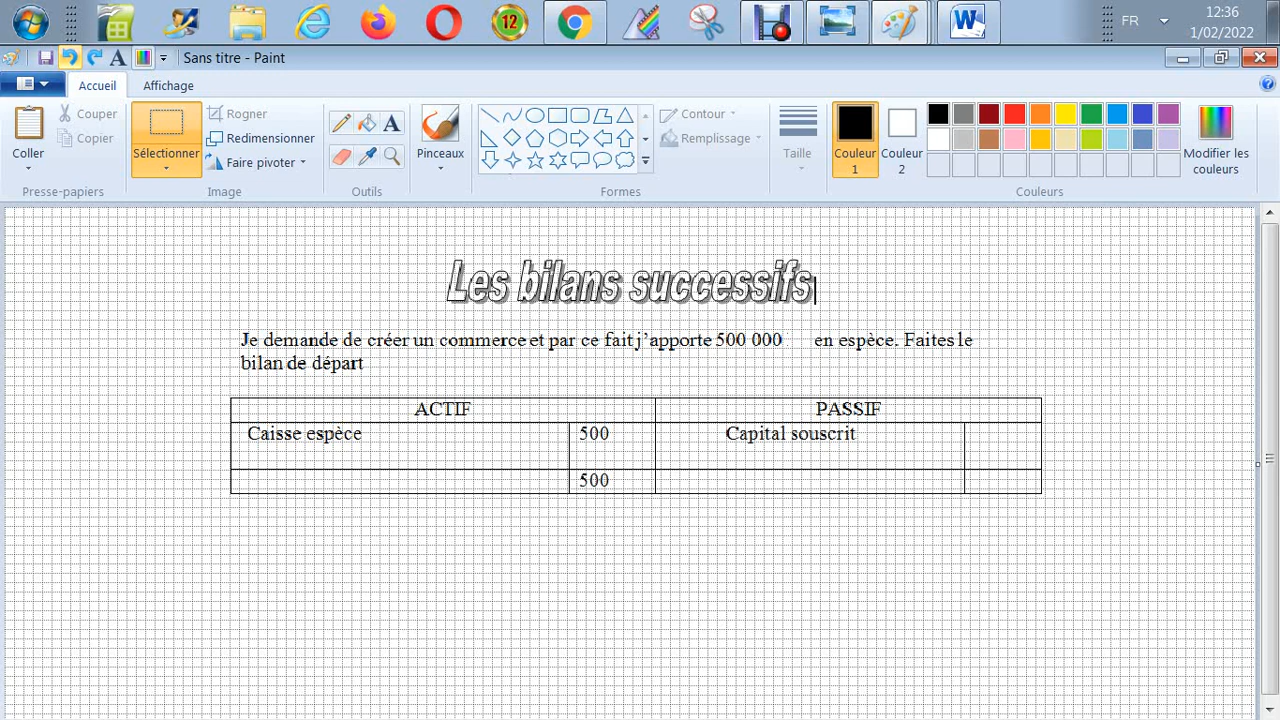 FR
12:36
1/02/2022
12
Sans titre - Paint
Accueil Affichage
Coller
Couper
Copier
Presse-papiers
Sélectionner
Rogner
Redimensionner
Faire pivoter
Image
A
Outils
Pinceaux
Formes
Contour
Remplissage
Taille
Couleur 1
Couleur 2
Modifier les couleurs
Couleurs
Les bilans successifs
Je demande de créer un commerce et par ce fait j’apporte 500 000 en espèce. Faites le
bilan de départ
ACTIF PASSIF
Caisse espèce 500 Capital souscrit
500